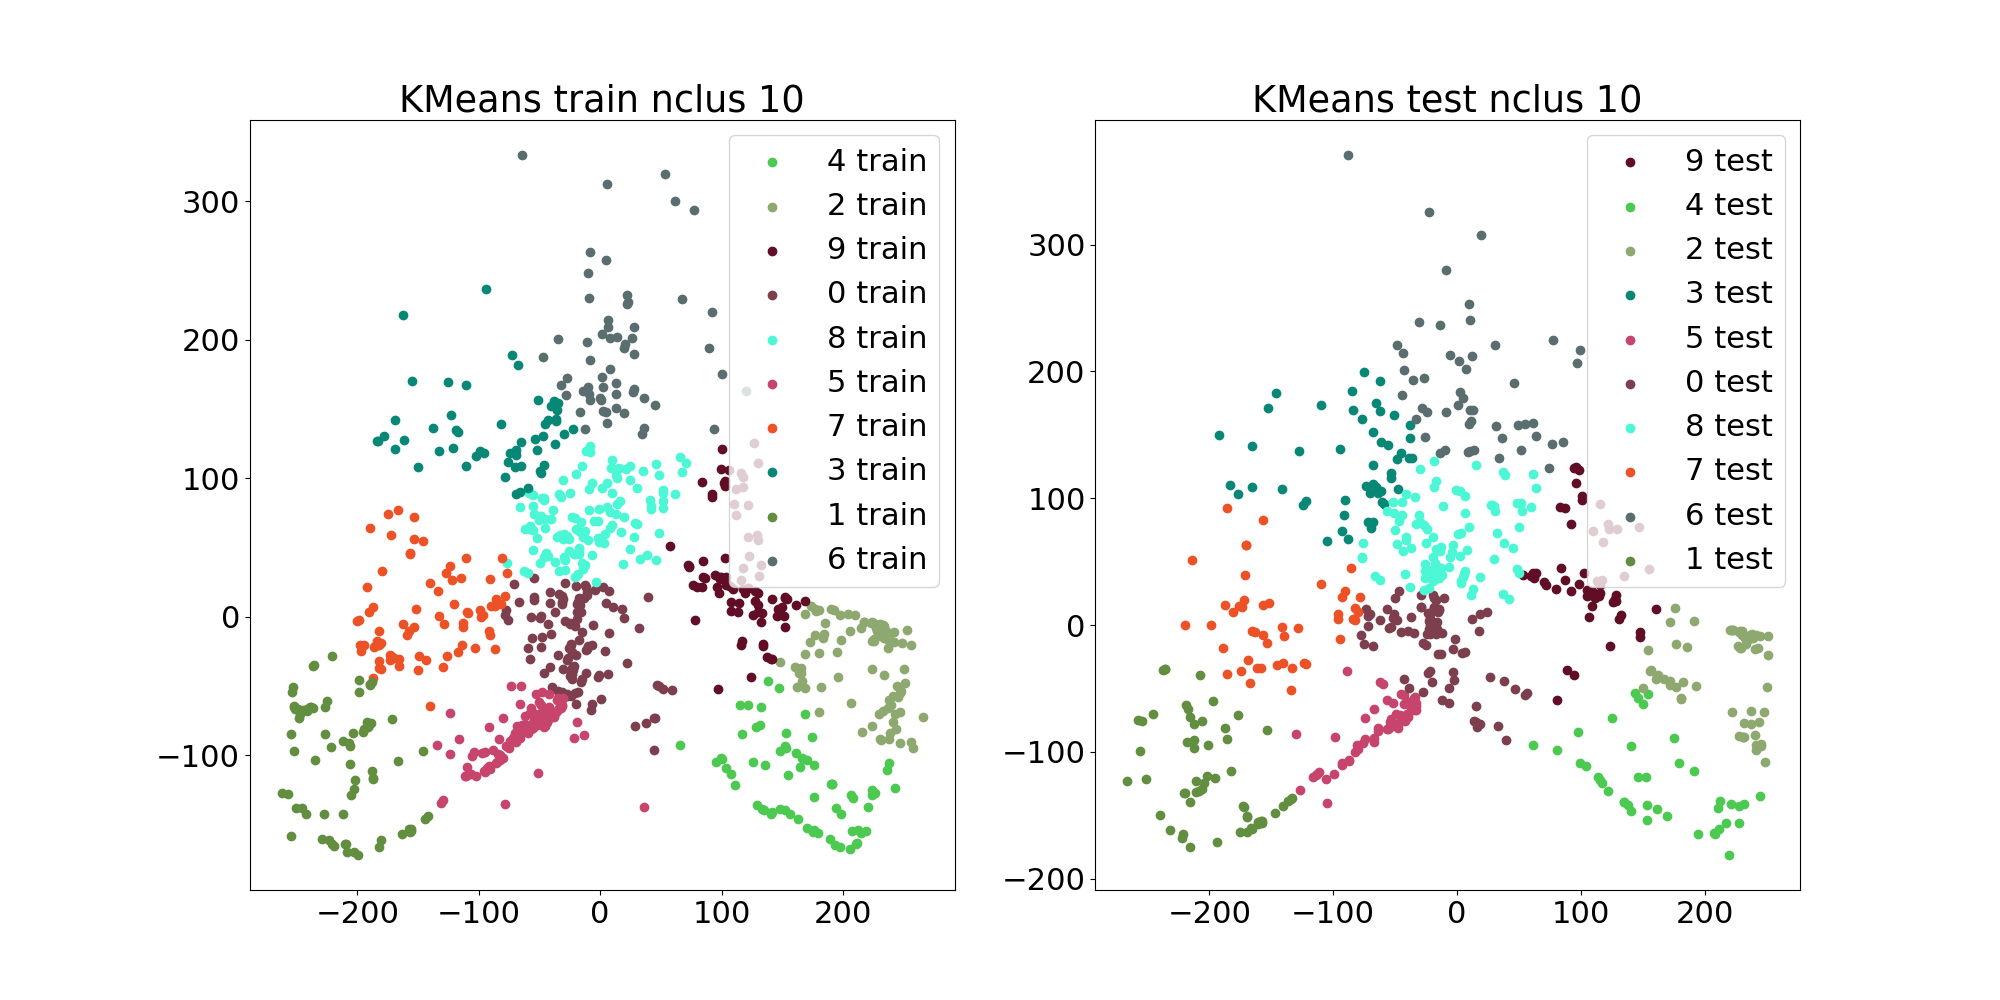 KMeans train nclus 10
300
200
100
0
−100
−200
−100
0
100
200
4 train
2 train
9 train
0 train
8 train
5 train
7 train
3 train
1 train
6 train
KMeans test nclus 10
300
200
100
0
−100
−200
−200
−100
0
100
200
9 test
4 test
2 test
3 test
5 test
0 test
8 test
7 test
6 test
1 test